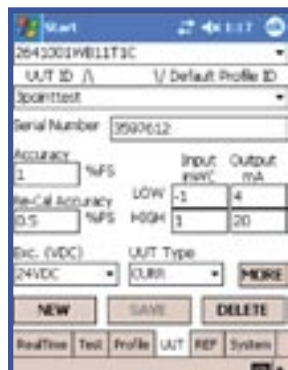 Start 1:17
2641001WB11T1C
UUT ID /\ \/ Default Profile ID
3pointtest
Serial Number 3597612
Accuracy
1 %FS
Input inWC
Output mA
Re-Cal Accuracy
0.5 %FS
LOW -1 4
HIGH 1 20
Exc. (VDC) UUT Type
24VDC CURR MORE
NEW SAVE DELETE
RealTime Test Profile UUT REF System